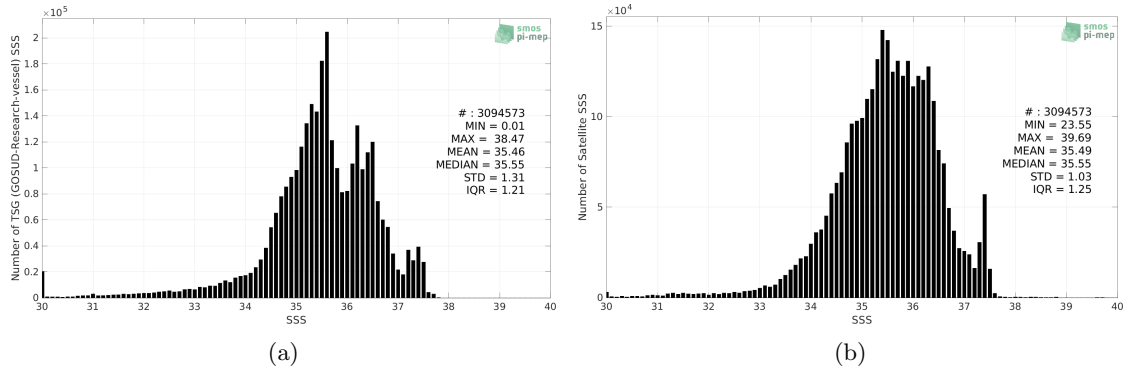 ×10⁵
smos
pi-mep
Number of TSG (GOSUD-Research-vessel) SSS
2
1.8
1.6
1.4
1.2
1
0.8
0.6
0.4
0.2
0
# : 3094573
MIN = 0.01
MAX = 38.47
MEAN = 35.46
MEDIAN = 35.55
STD = 1.31
IQR = 1.21
30 31 32 33 34 35 36 37 38 39 40
SSS
(a)
×10⁴
smos
pi-mep
Number of Satellite SSS
15
10
5
0
# : 3094573
MIN = 23.55
MAX = 39.69
MEAN = 35.49
MEDIAN = 35.55
STD = 1.03
IQR = 1.25
30 31 32 33 34 35 36 37 38 39 40
SSS
(b)